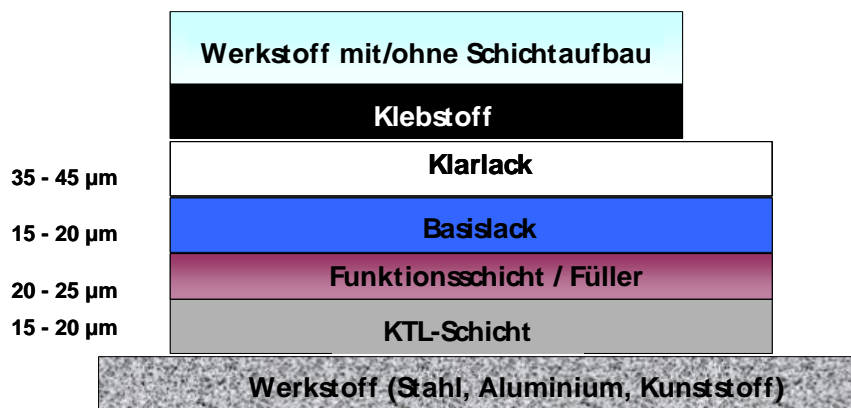 Werkstoff mit/ohne Schichtaufbau
Klebstoff
35 - 45 µm Klarlack
15 - 20 µm Basislack
20 - 25 µm Funktionsschicht / Füller
15 - 20 µm KTL-Schicht
Werkstoff (Stahl, Aluminium, Kunststoff)